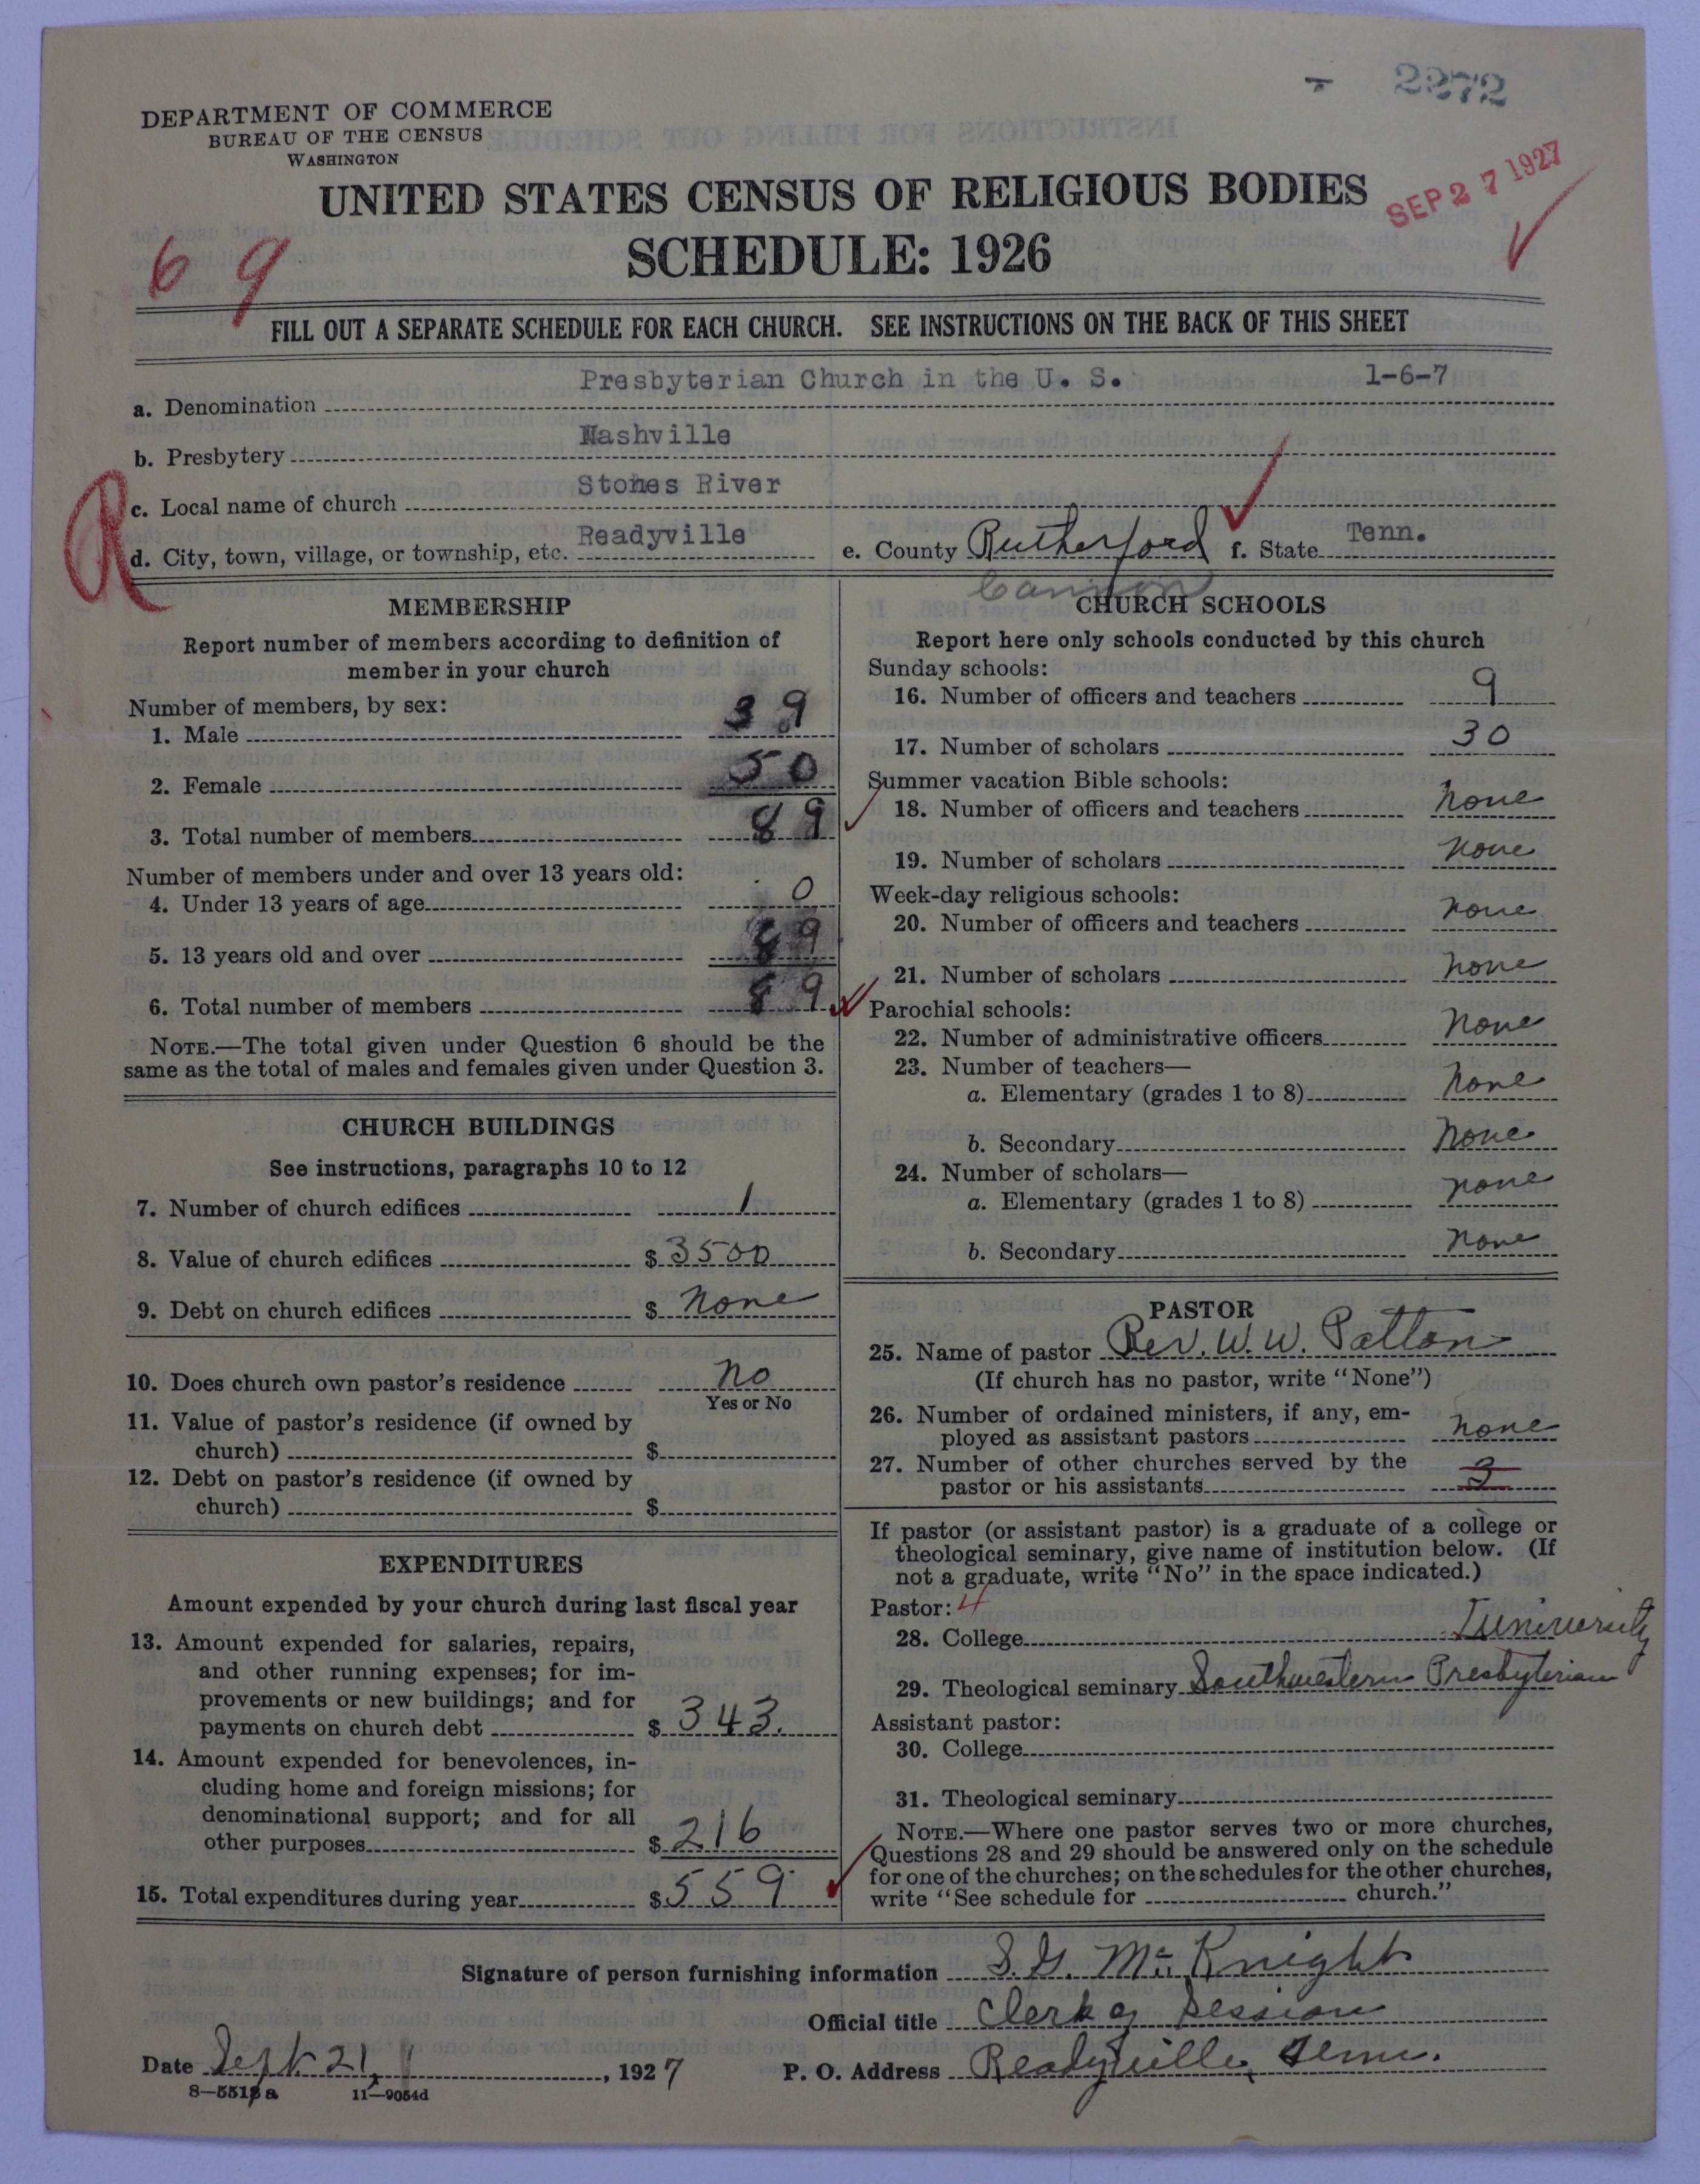 2272
DEPARTMENT OF COMMERCE
BUREAU OF THE CENSUS
WASHINGTON
UNITED STATES CENSUS OF RELIGIOUS BODIES
SEP 27 1927
SCHEDULE: 1926
69
FILL OUT A SEPARATE SCHEDULE FOR EACH CHURCH. SEE INSTRUCTIONS ON THE BACK OF THIS SHEET
a. Denomination Presbyterian Church in the U. S. 1-6-7
b. Presbytery Nashville
R
c. Local name of church Stones River
d. City, town, village, or township, etc. Readyville e. County Rutherford f. State Tenn.
Cannon
MEMBERSHIP
Report number of members according to definition of
member in your church
Number of members, by sex:
1. Male 39
2. Female 50
3. Total number of members 89
Number of members under and over 13 years old:
4. Under 13 years of age 0
5. 13 years old and over 89
6. Total number of members 89
NOTE.—The total given under Question 6 should be the
same as the total of males and females given under Question 3.
CHURCH BUILDINGS
See instructions, paragraphs 10 to 12
7. Number of church edifices 1
8. Value of church edifices $3500
9. Debt on church edifices $ None
10. Does church own pastor's residence No
Yes or No
11. Value of pastor's residence (if owned by
church) $
12. Debt on pastor's residence (if owned by
church) $
EXPENDITURES
Amount expended by your church during last fiscal year
13. Amount expended for salaries, repairs,
and other running expenses; for im-
provements or new buildings; and for
payments on church debt $343.
14. Amount expended for benevolences, in-
cluding home and foreign missions; for
denominational support; and for all
other purposes $216
15. Total expenditures during year $559
CHURCH SCHOOLS
Report here only schools conducted by this church
Sunday schools:
16. Number of officers and teachers 9
17. Number of scholars 30
Summer vacation Bible schools:
18. Number of officers and teachers None
19. Number of scholars None
Week-day religious schools:
20. Number of officers and teachers None
21. Number of scholars None
Parochial schools:
22. Number of administrative officers None
23. Number of teachers—
a. Elementary (grades 1 to 8) None
b. Secondary None
24. Number of scholars—
a. Elementary (grades 1 to 8) None
b. Secondary None
PASTOR
25. Name of pastor Rev. W. W. Patton
(If church has no pastor, write "None")
26. Number of ordained ministers, if any, em-
ployed as assistant pastors None
27. Number of other churches served by the
pastor or his assistants 3
If pastor (or assistant pastor) is a graduate of a college or
theological seminary, give name of institution below. (If
not a graduate, write "No" in the space indicated.)
Pastor: 4
28. College University
29. Theological seminary Southwestern Presbyterian
Assistant pastor:
30. College
31. Theological seminary
NOTE.—Where one pastor serves two or more churches,
Questions 28 and 29 should be answered only on the schedule
for one of the churches; on the schedules for the other churches,
write "See schedule for church."
Signature of person furnishing information S. G. McKnight
Official title Clerk of Session
Date Sept. 21, 1927 P. O. Address Readyville, Tenn.
8-5518a 11-9054d